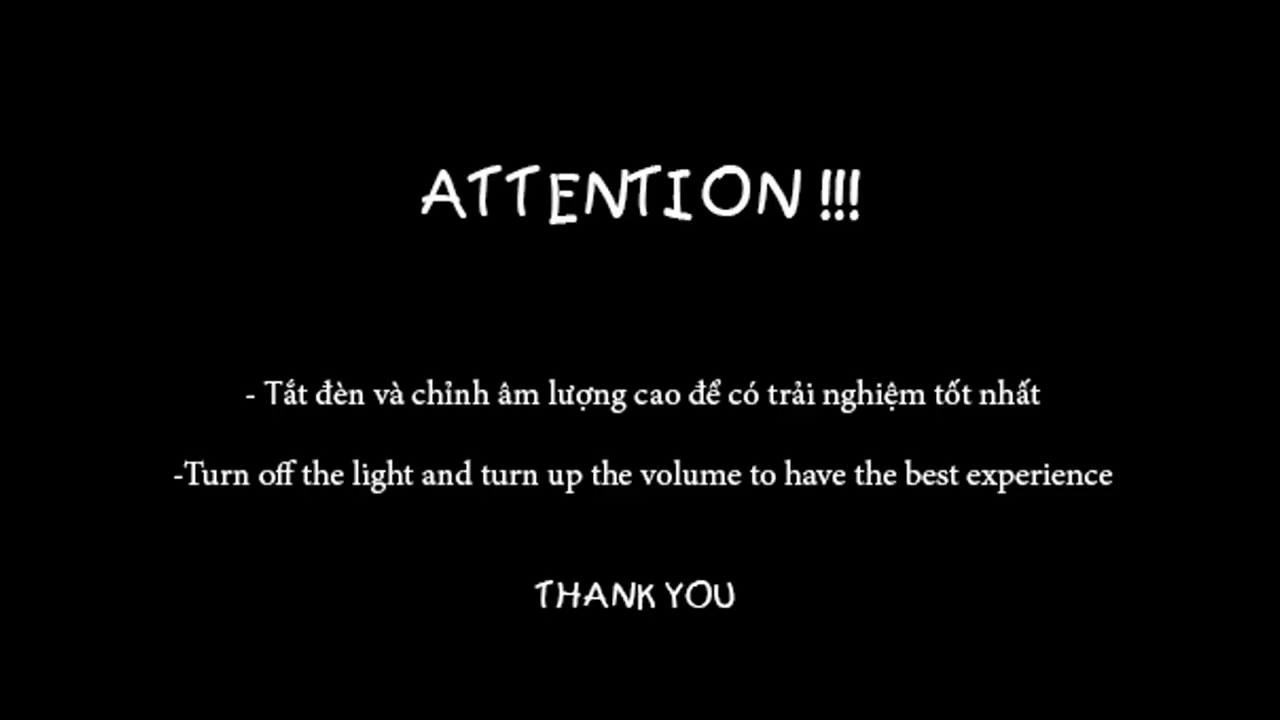 ATTENTION !!!
- Tắt đèn và chỉnh âm lượng cao để có trải nghiệm tốt nhất
-Turn off the light and turn up the volume to have the best experience
THANK YOU